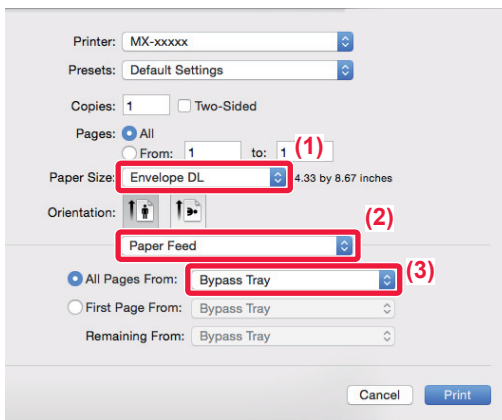 Printer: MX-xxxxx
Presets: Default Settings
Copies: 1 Two-Sided
Pages: All
From: 1 to: 1 (1)
Paper Size: Envelope DL 4.33 by 8.67 inches
Orientation:
(2)
Paper Feed
All Pages From: Bypass Tray (3)
First Page From: Bypass Tray
Remaining From: Bypass Tray
Cancel Print